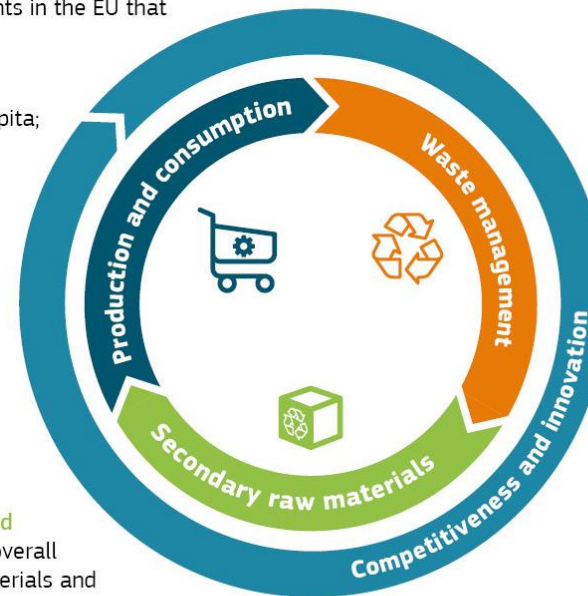 nts in the EU that
pita;
Production and consumption
Waste management
Secondary raw materials
Competitiveness and innovation
d
overall
erials and